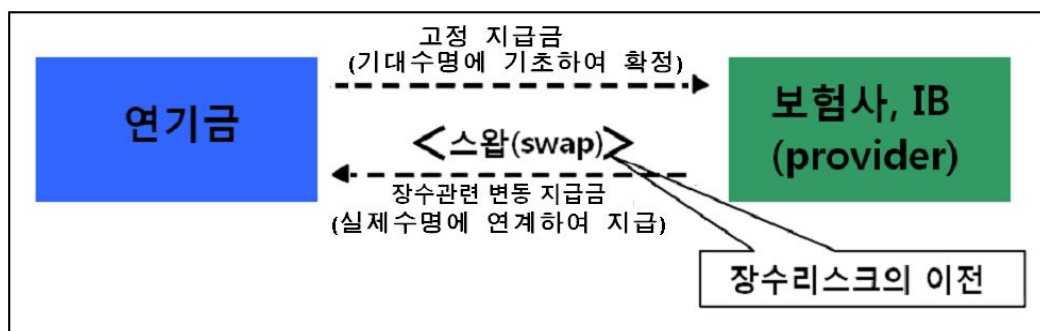 고정 지급금
(기대수명에 기초하여 확정)
연기금
<스왑(swap)>
보험사, IB
(provider)
장수관련 변동 지급금
(실제수명에 연계하여 지급)
장수리스크의 이전